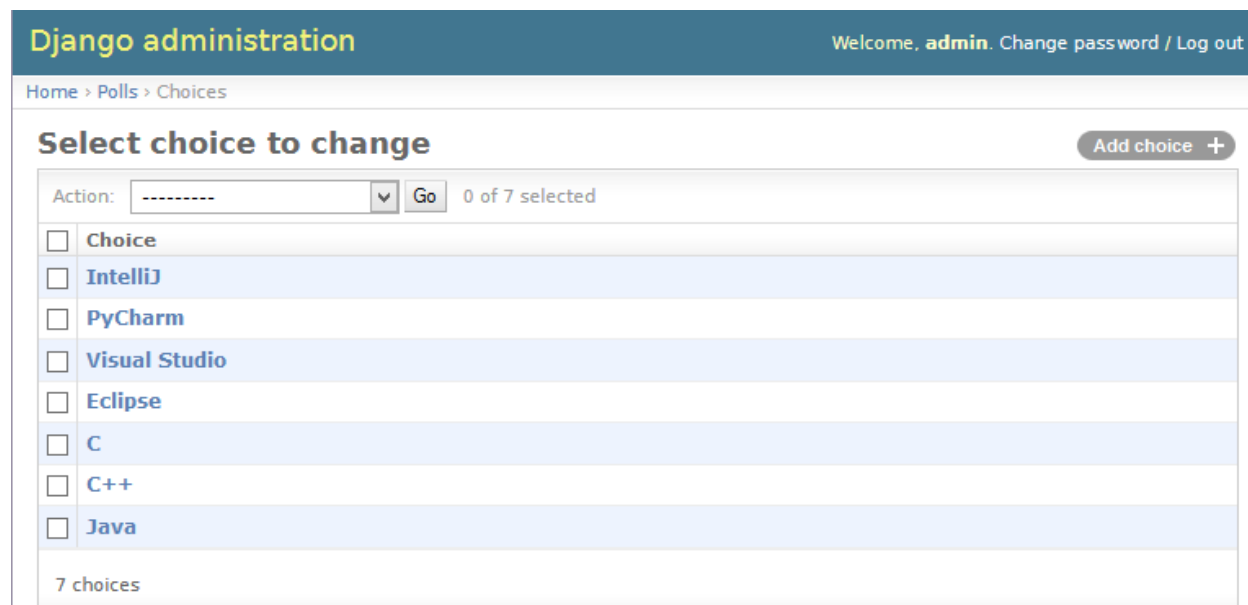 Django administration
Welcome, admin. Change password / Log out
Home › Polls › Choices
Select choice to change
Add choice +
Action: --------- Go 0 of 7 selected
Choice
IntelliJ
PyCharm
Visual Studio
Eclipse
C
C++
Java
7 choices